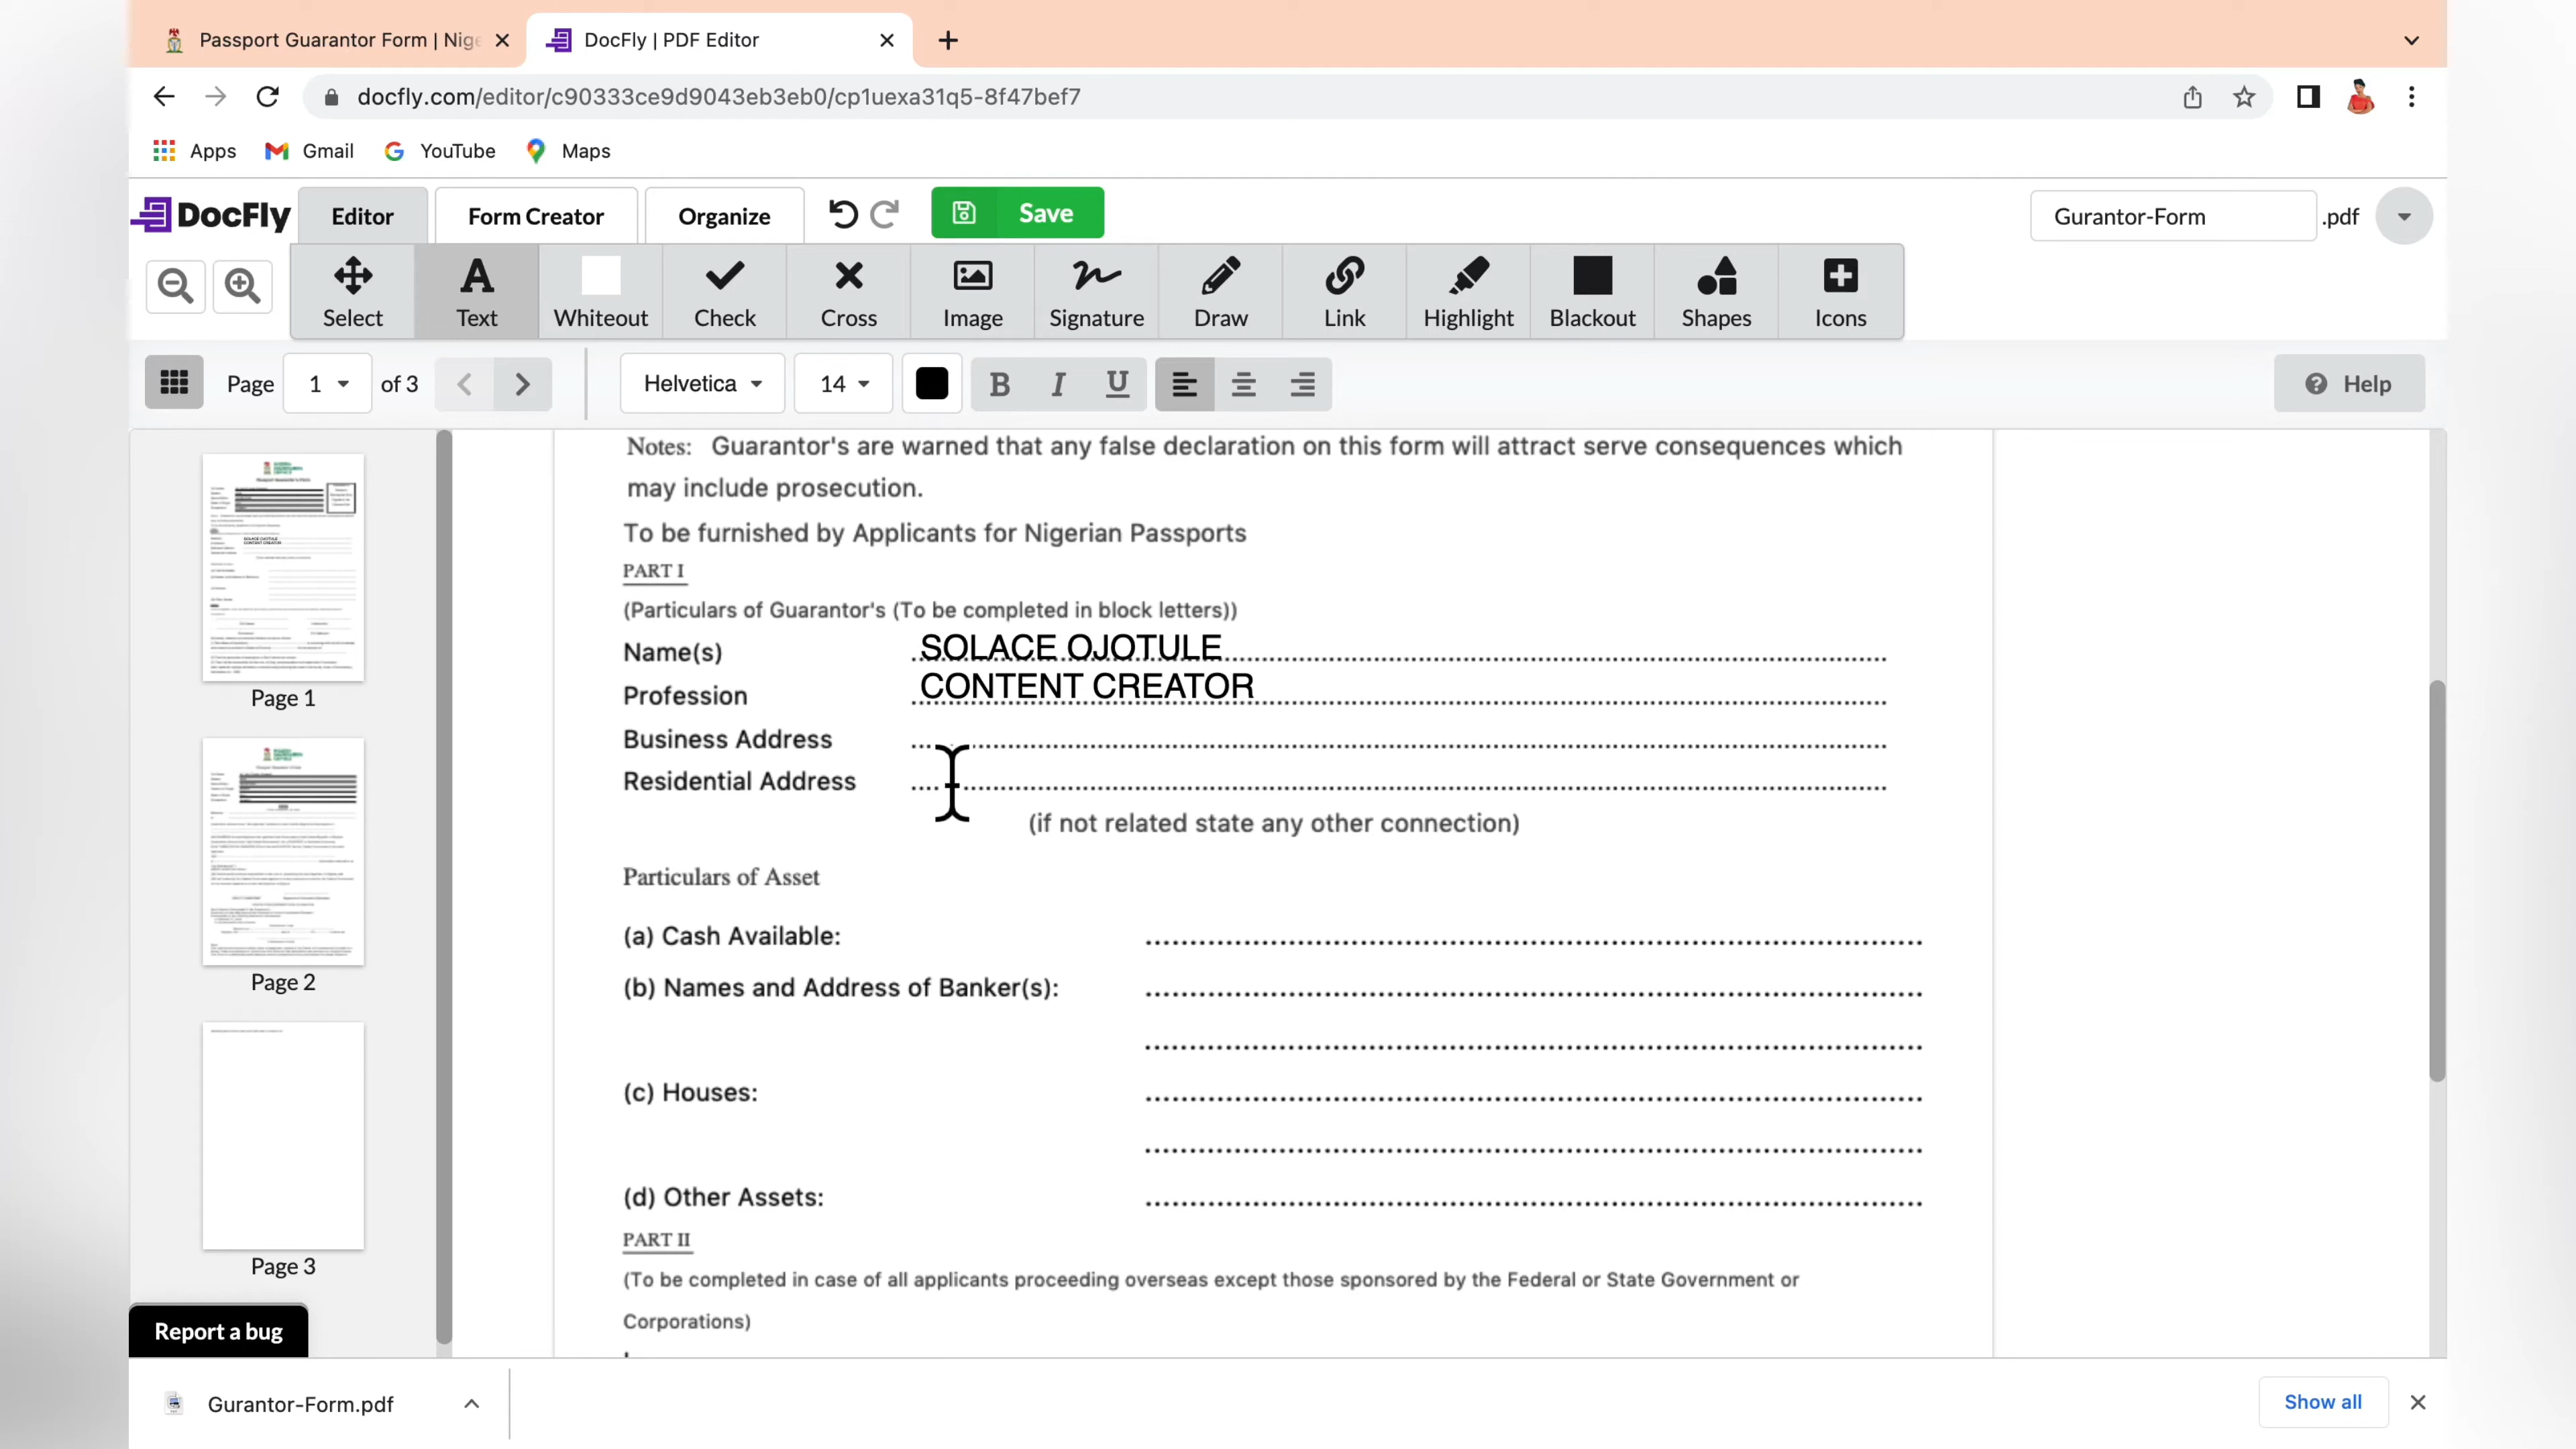 Passport Guarantor Form | Nige
DocFly | PDF Editor
docfly.com/editor/c90333ce9d9043eb3eb0/cp1uexa31q5-8f47bef7
Apps Gmail YouTube Maps
DocFly Editor Form Creator Organize Save Gurantor-Form .pdf
Select Text Whiteout Check Cross Image Signature Draw Link Highlight Blackout Shapes Icons
Page 1 of 3 Helvetica 14 B I U Help
Notes: Guarantor's are warned that any false declaration on this form will attract serve consequences which
may include prosecution.
To be furnished by Applicants for Nigerian Passports
PART I
(Particulars of Guarantor's (To be completed in block letters))
Name(s) SOLACE OJOTULE
Profession CONTENT CREATOR
Business Address
Residential Address
(if not related state any other connection)
Particulars of Asset
(a) Cash Available:
(b) Names and Address of Banker(s):
(c) Houses:
(d) Other Assets:
PART II
(To be completed in case of all applicants proceeding overseas except those sponsored by the Federal or State Government or
Corporations)
SOLACE OJOTULE
CONTENT CREATOR
Page 1
Page 2
Page 3
Report a bug
Gurantor-Form.pdf
Show all